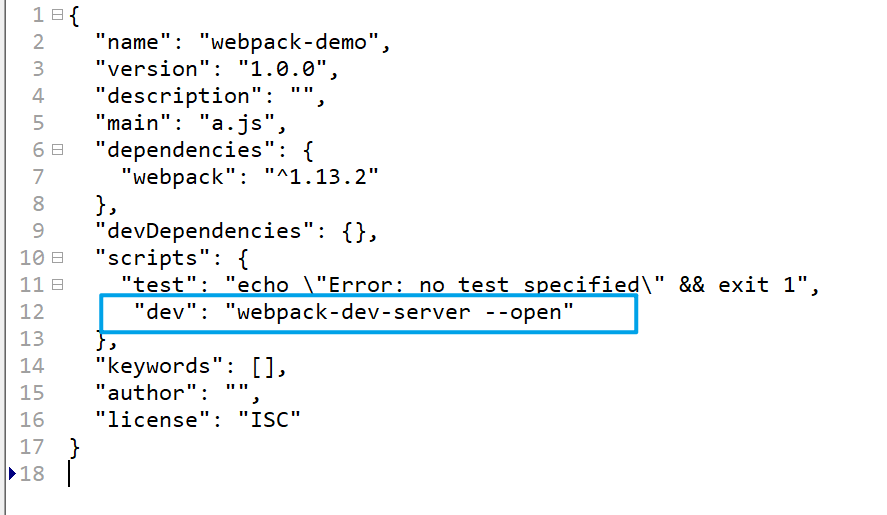 1 {
2   "name": "webpack-demo",
3   "version": "1.0.0",
4   "description": "",
5   "main": "a.js",
6   "dependencies": {
7     "webpack": "^1.13.2"
8   },
9   "devDependencies": {},
10   "scripts": {
11     "test": "echo \"Error: no test specified\" && exit 1",
12      "dev": "webpack-dev-server --open"
13   },
14   "keywords": [],
15   "author": "",
16   "license": "ISC"
17 }
18